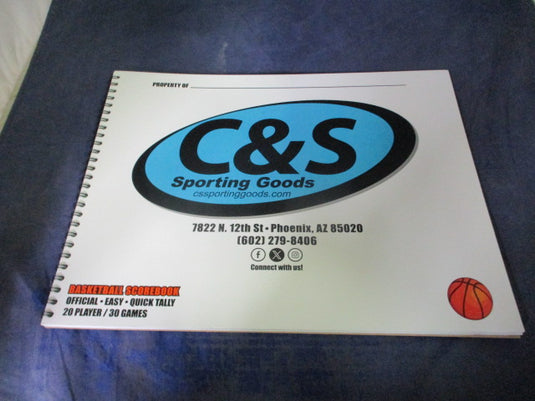 PROPERTY OF
C&S
Sporting Goods
cssportinggoods.com
7822 N. 12th St • Phoenix, AZ 85020
(602) 279-8406
Connect with us!
BASKETBALL SCOREBOOK
OFFICIAL • EASY • QUICK TALLY
20 PLAYER / 30 GAMES